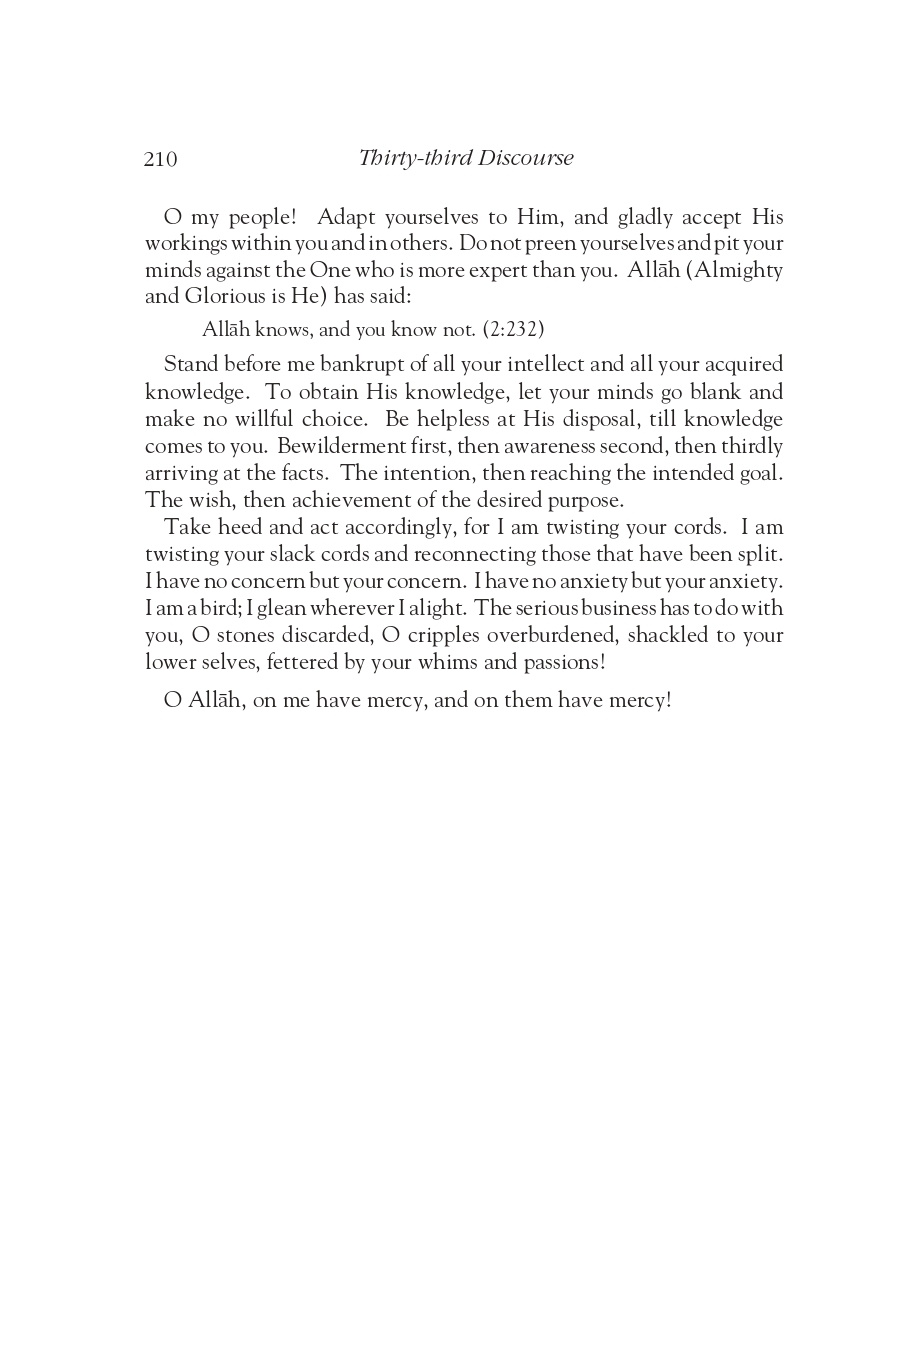 210
Thirty-third Discourse
O my people! Adapt yourselves to Him, and gladly accept His
workings within you and in others. Do not preen yourselves and pit your
minds against the One who is more expert than you. Allāh (Almighty
and Glorious is He) has said:
Allāh knows, and you know not. (2:232)
Stand before me bankrupt of all your intellect and all your acquired
knowledge. To obtain His knowledge, let your minds go blank and
make no willful choice. Be helpless at His disposal, till knowledge
comes to you. Bewilderment first, then awareness second, then thirdly
arriving at the facts. The intention, then reaching the intended goal.
The wish, then achievement of the desired purpose.
Take heed and act accordingly, for I am twisting your cords. I am
twisting your slack cords and reconnecting those that have been split.
I have no concern but your concern. I have no anxiety but your anxiety.
I am a bird; I glean wherever I alight. The serious business has to do with
you, O stones discarded, O cripples overburdened, shackled to your
lower selves, fettered by your whims and passions!
O Allāh, on me have mercy, and on them have mercy!